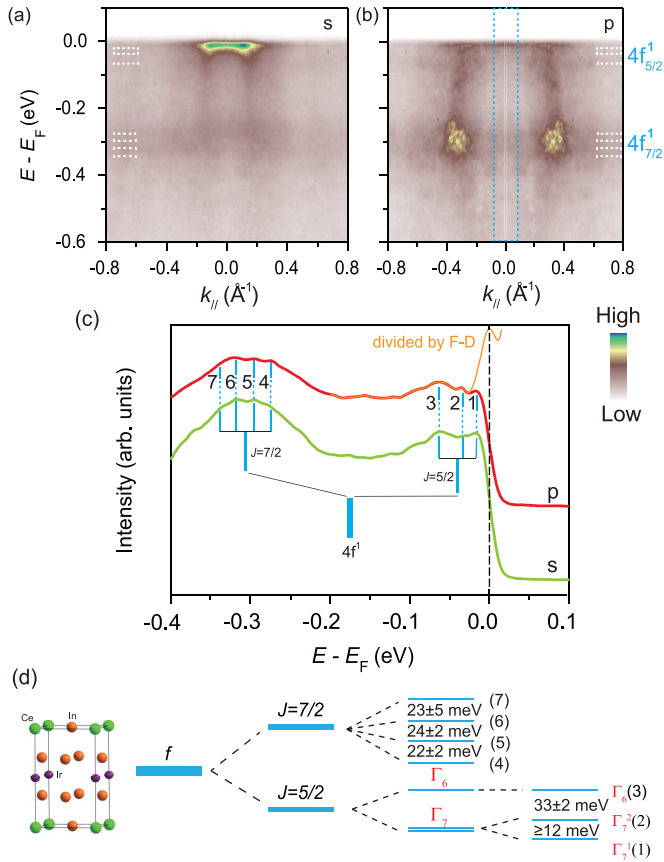 (a)
s
(b)
p
0.0
-0.2
-0.4
-0.6
E - E_F (eV)
4f¹5/2
4f¹7/2
-0.8 -0.4 0.0 0.4 0.8
-0.8 -0.4 0.0 0.4 0.8
k// (Å⁻¹)
k// (Å⁻¹)
(c)
High
Low
divided by F-D
7 6 5 4
3 2 1
J=7/2
J=5/2
4f¹
p
s
Intensity (arb. units)
-0.4 -0.3 -0.2 -0.1 0.0 0.1
E - E_F (eV)
(d)
Ce
In
Ir
f
J=7/2
J=5/2
(7)
23±5 meV
(6)
24±2 meV
(5)
22±2 meV
(4)
Γ₆
Γ₆(3)
33±2 meV
Γ₇
Γ₇²(2)
≥12 meV
Γ₇¹(1)